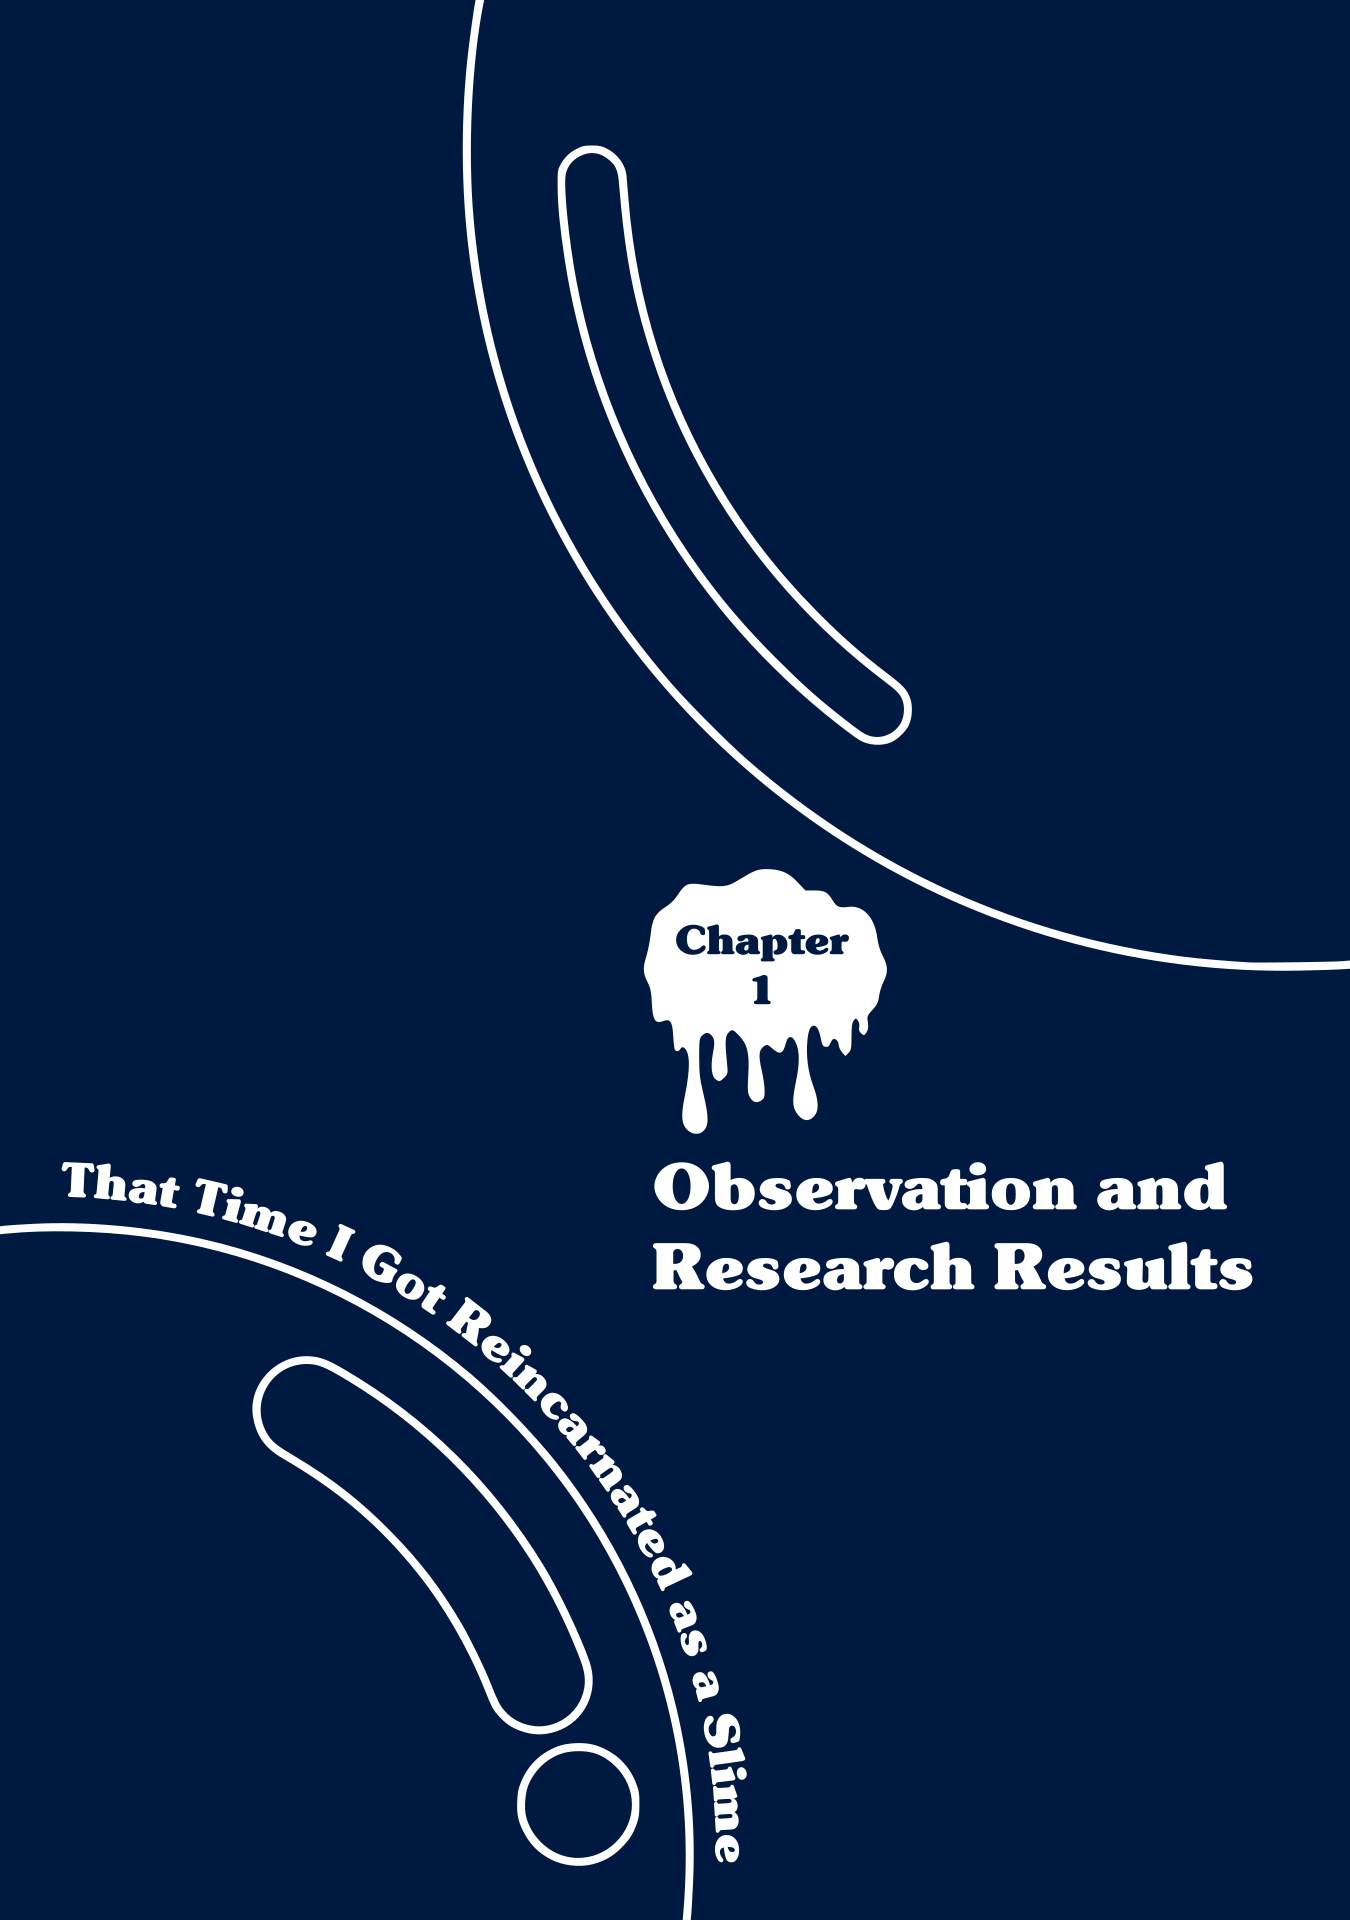 Chapter
1
Observation and
Research Results
That Time I Got Reincarnated as a Slime